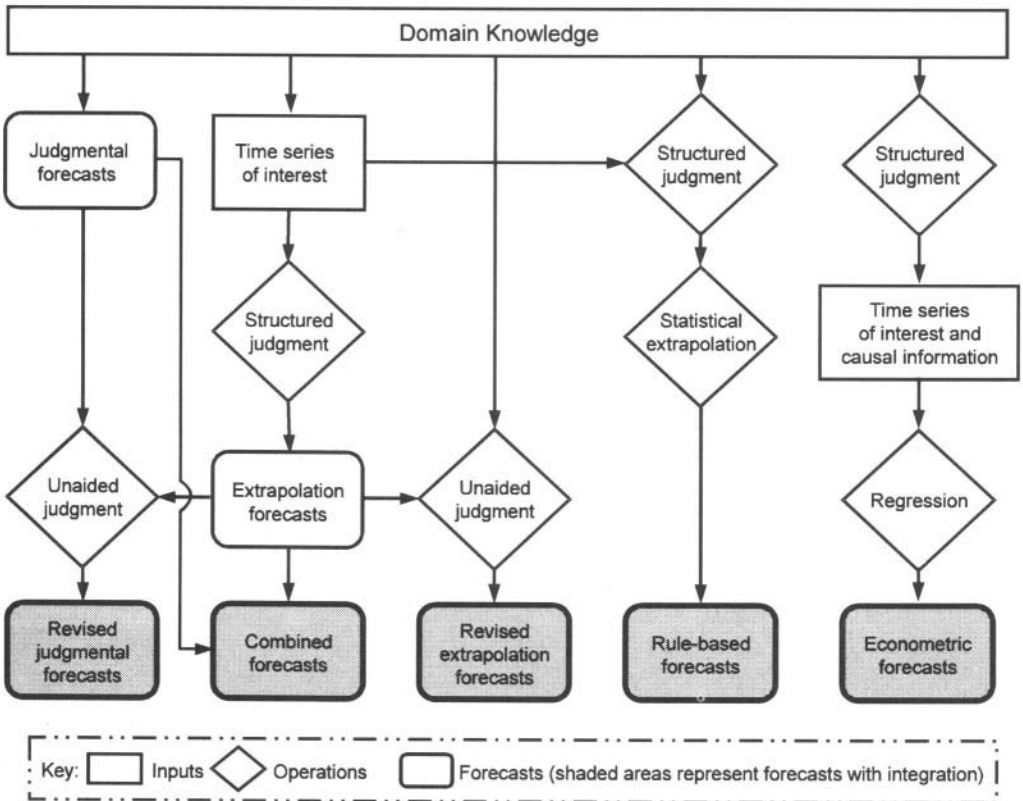 Domain Knowledge
Judgmental
forecasts
Time series
of interest
Structured
judgment
Structured
judgment
Structured
judgment
Statistical
extrapolation
Time series
of interest and
causal information
Unaided
judgment
Extrapolation
forecasts
Unaided
judgment
Regression
Revised
judgmental
forecasts
Combined
forecasts
Revised
extrapolation
forecasts
Rule-based
forecasts
Econometric
forecasts
Key: Inputs Operations Forecasts (shaded areas represent forecasts with integration)